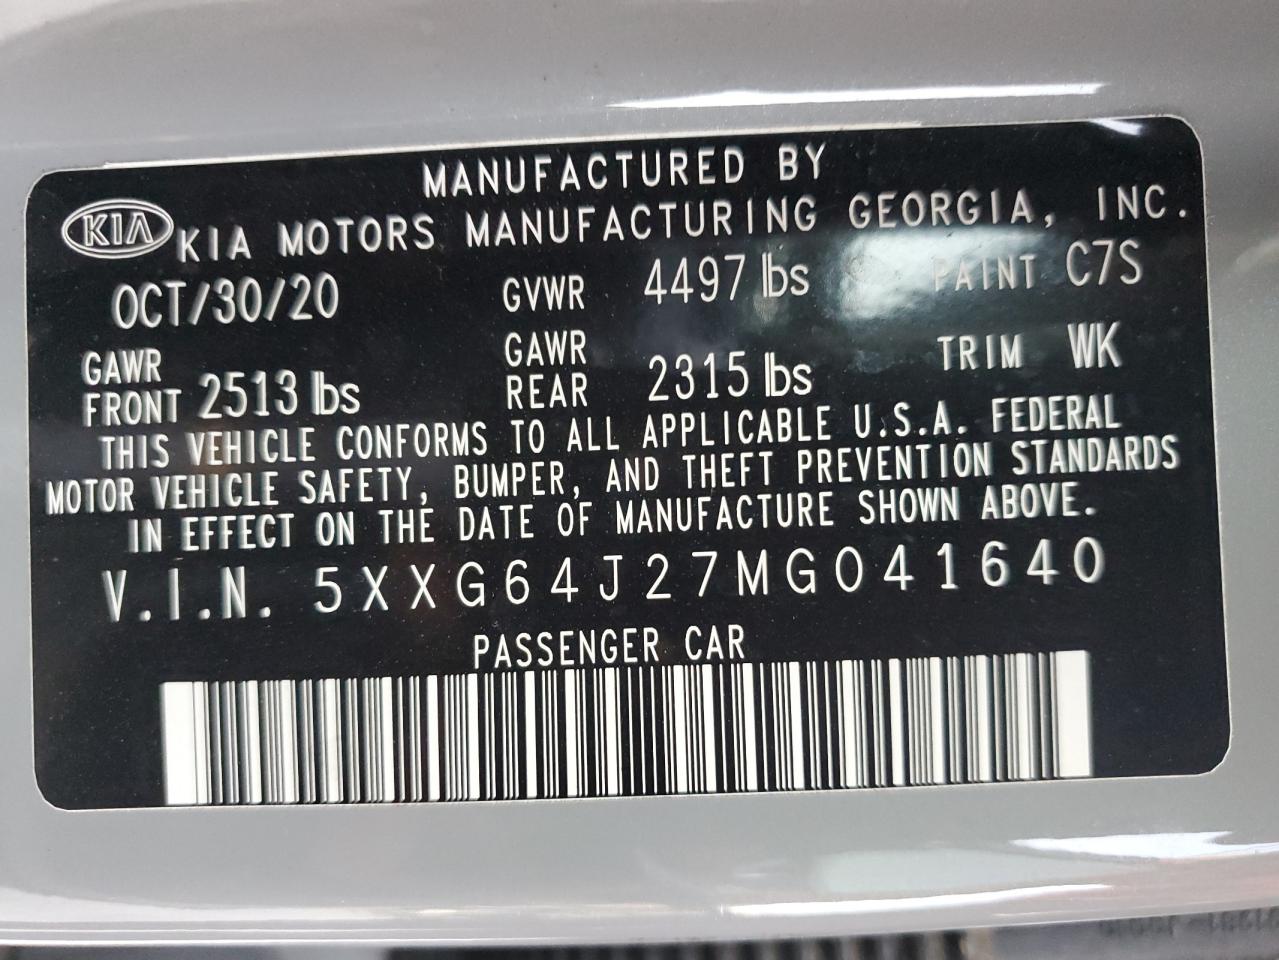 MANUFACTURED BY
KIA KIA MOTORS MANUFACTURING GEORGIA, INC.
OCT/30/20 GVWR 4497 lbs PAINT C7S
GAWR FRONT 2513 lbs GAWR REAR 2315 lbs TRIM WK
THIS VEHICLE CONFORMS TO ALL APPLICABLE U.S.A. FEDERAL
MOTOR VEHICLE SAFETY, BUMPER, AND THEFT PREVENTION STANDARDS
IN EFFECT ON THE DATE OF MANUFACTURE SHOWN ABOVE.
V.I.N. 5XXG64J27MG041640
PASSENGER CAR